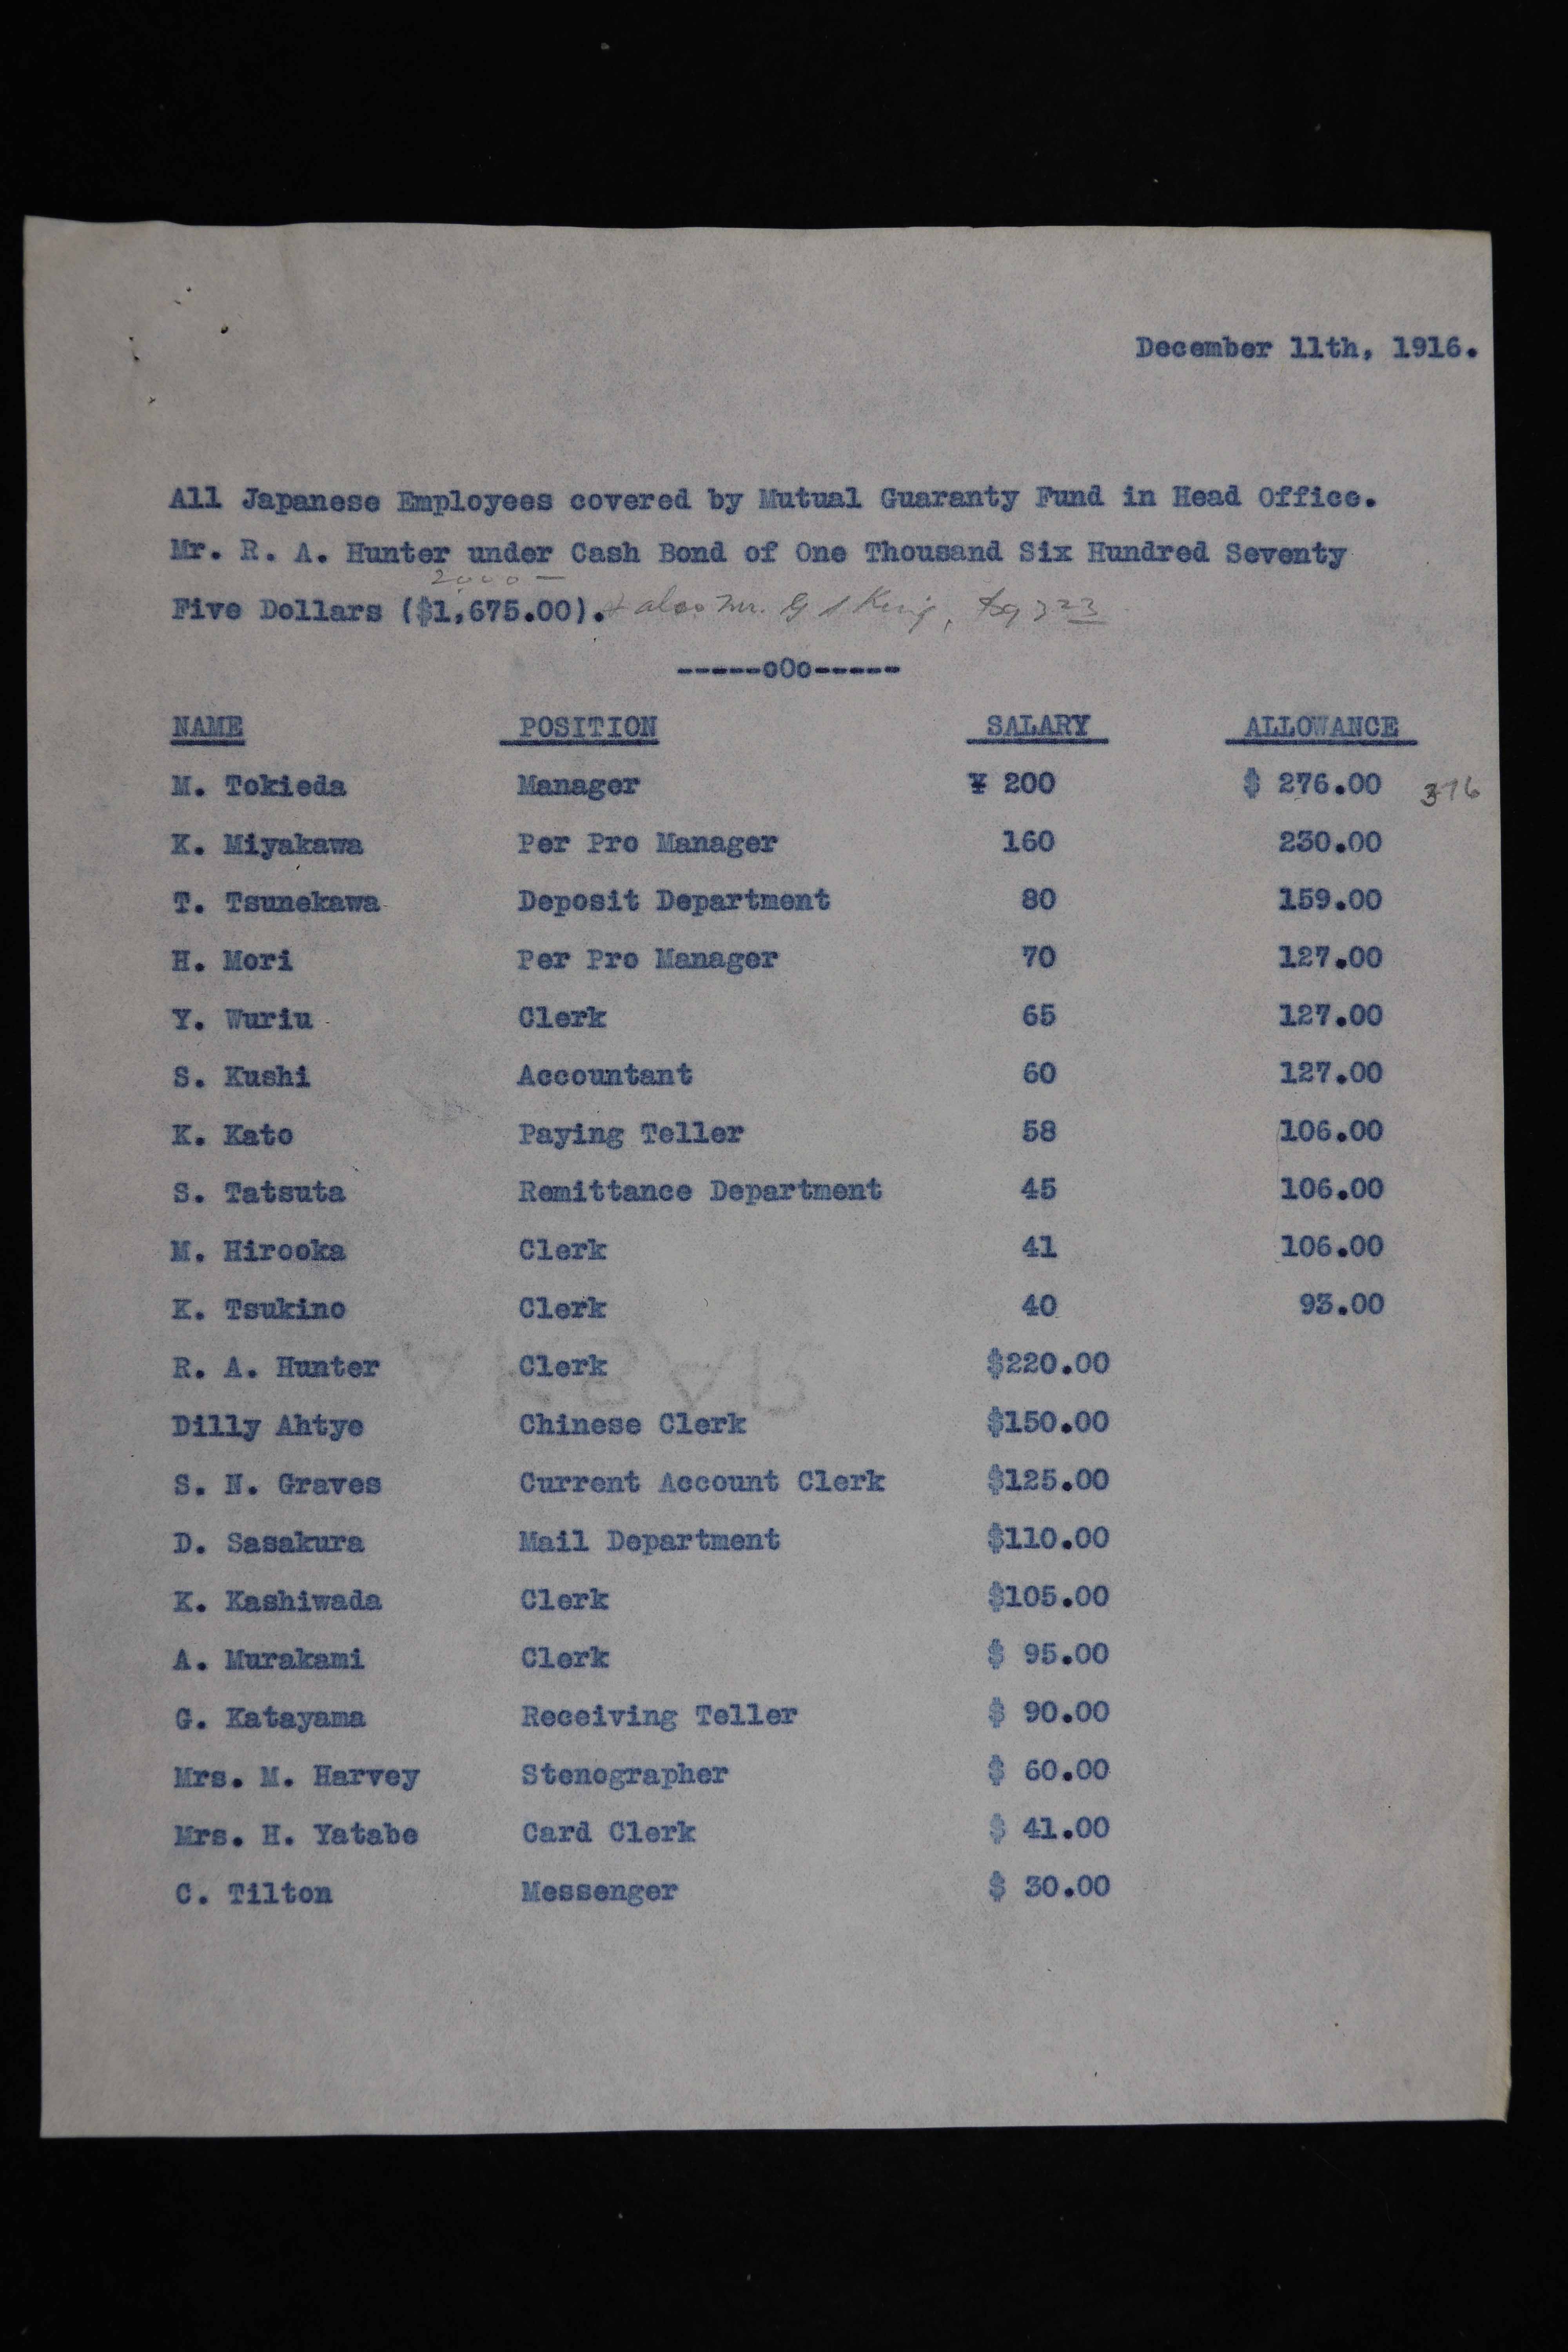 December 11th, 1916.
All Japanese Employees covered by Mutual Guaranty Fund in Head Office.
Mr. R. A. Hunter under Cash Bond of One Thousand Six Hundred Seventy
2000 —
Five Dollars ($1,675.00). & also Mr. G S King,
-----oOo-----
NAME POSITION SALARY ALLOWANCE
M. Tokieda Manager ¥ 200 $ 276.00 376
K. Miyakawa Per Pro Manager 160 230.00
T. Tsunekawa Deposit Department 80 159.00
H. Mori Per Pro Manager 70 127.00
Y. Wuriu Clerk 65 127.00
S. Kushi Accountant 60 127.00
K. Kato Paying Teller 58 106.00
S. Tatsuta Remittance Department 45 106.00
M. Hirooka Clerk 41 106.00
K. Tsukino Clerk 40 93.00
R. A. Hunter Clerk $220.00
Dilly Ahtye Chinese Clerk $150.00
S. N. Graves Current Account Clerk $125.00
D. Sasakura Mail Department $110.00
K. Kashiwada Clerk $105.00
A. Murakami Clerk $ 95.00
G. Katayama Receiving Teller $ 90.00
Mrs. M. Harvey Stenographer $ 60.00
Mrs. H. Yatabe Card Clerk $ 41.00
C. Tilton Messenger $ 30.00